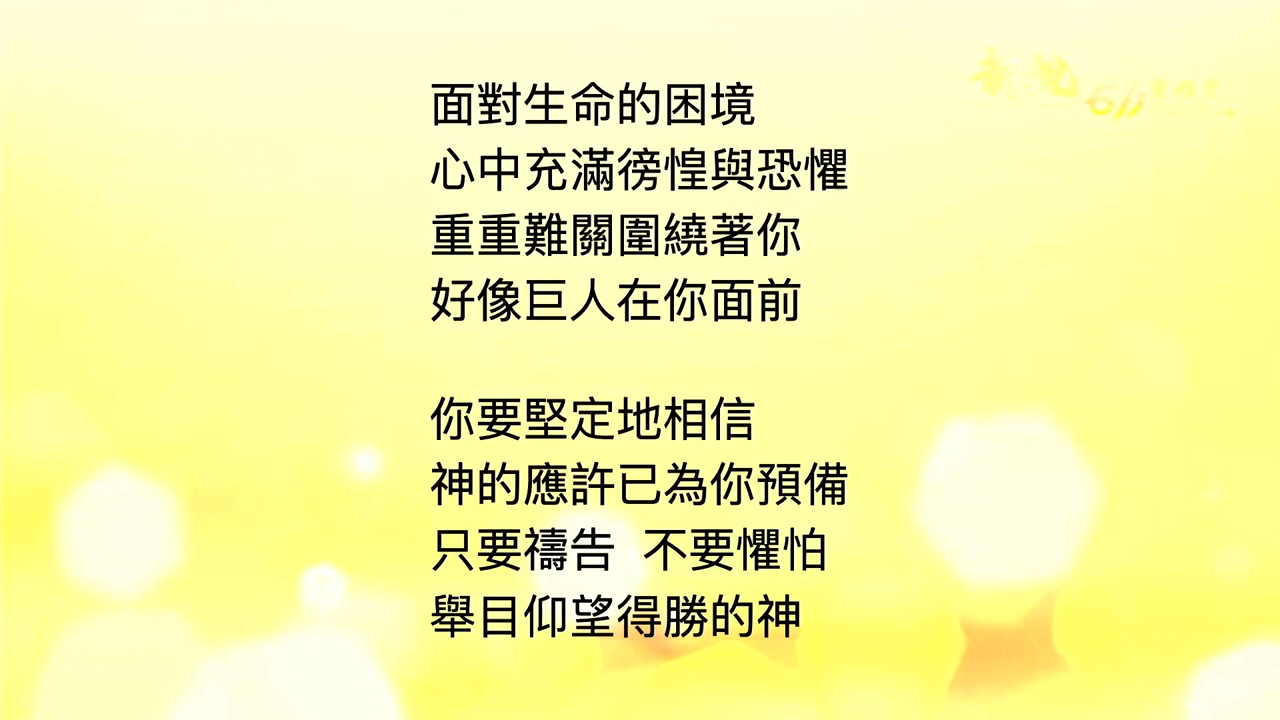 面對生命的困境
心中充滿徬惶與恐懼
重重難關圍繞著你
好像巨人在你面前
你要堅定地相信
神的應許已為你預備
只要禱告 不要懼怕
舉目仰望得勝的神
611